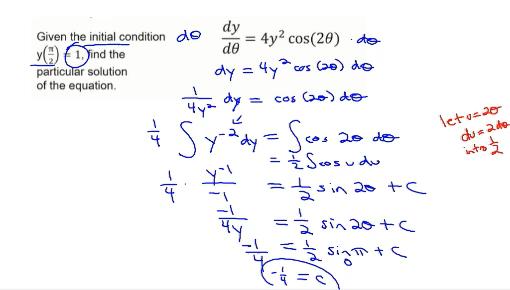 Given the initial condition
y(π/2) = 1, find the
particular solution
of the equation.
dθ dy/dθ = 4y² cos(2θ) · dθ
dy = 4y² cos (2θ) dθ
1/4y² dy = cos (2θ) dθ
1/4 ∫ y⁻² dy = ∫ cos 2θ dθ
= 1/2 ∫ cos u du
1/4 · y⁻¹/-1 = 1/2 sin 2θ + C
-1/4y = 1/2 sin 2θ + C
-1/4 = 1/2 sin π + C
0
-1/4 = C
let u = 2θ
du = 2dθ
1/2